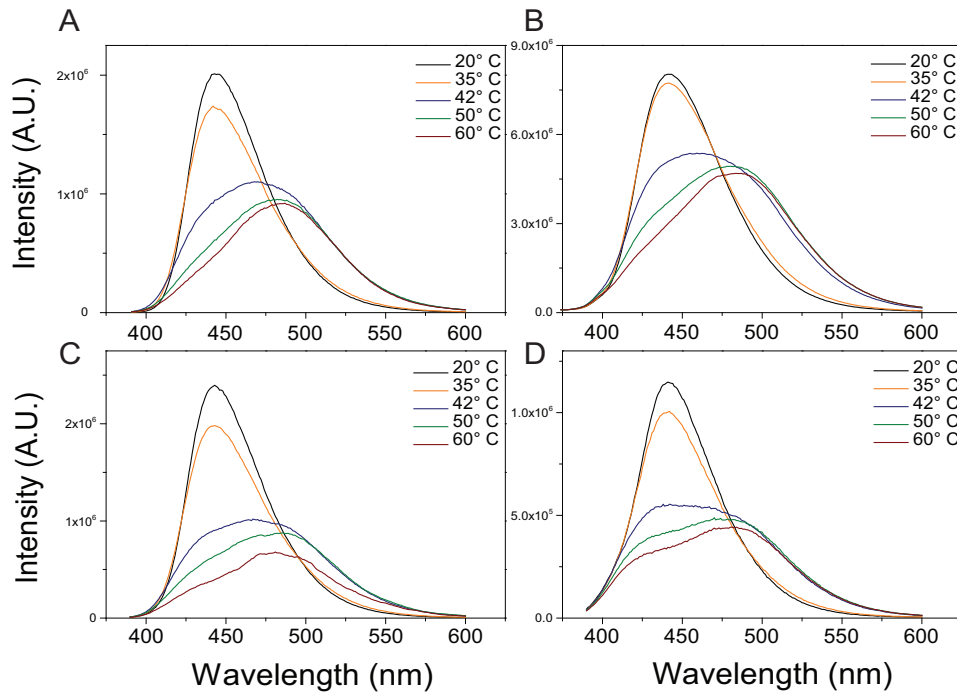 A
Intensity (A.U.)
2x10⁶
1x10⁶
0
400 450 500 550 600
20° C
35° C
42° C
50° C
60° C
B
9.0x10⁶
6.0x10⁶
3.0x10⁶
0.0
400 450 500 550 600
20° C
35° C
42° C
50° C
60° C
C
Intensity (A.U.)
2x10⁶
1x10⁶
0
400 450 500 550 600
Wavelength (nm)
20° C
35° C
42° C
50° C
60° C
D
1.0x10⁶
5.0x10⁵
0.0
400 450 500 550 600
Wavelength (nm)
20° C
35° C
42° C
50° C
60° C